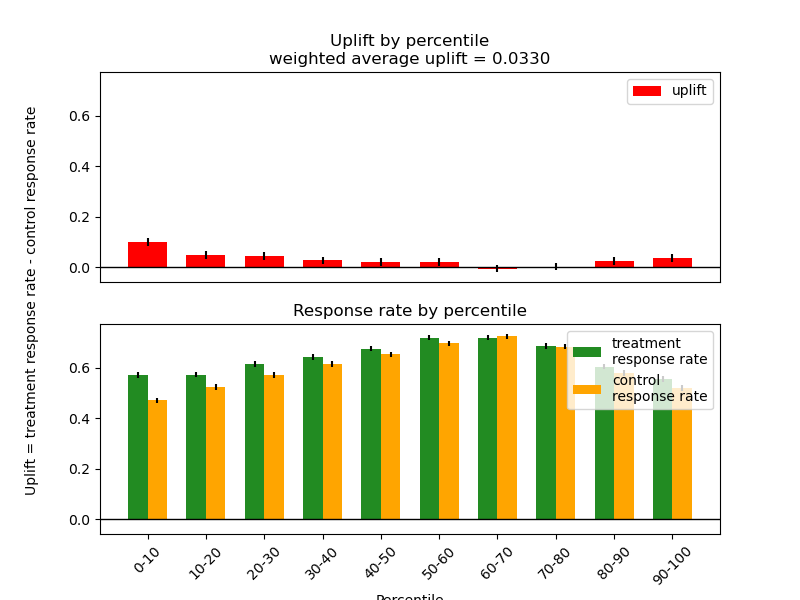 Uplift by percentile
weighted average uplift = 0.0330
uplift
0.6
0.4
0.2
0.0
Uplift = treatment response rate - control response rate
Response rate by percentile
treatment
response rate
control
response rate
0.6
0.4
0.2
0.0
0-10
10-20
20-30
30-40
40-50
50-60
60-70
70-80
80-90
90-100
Percentile